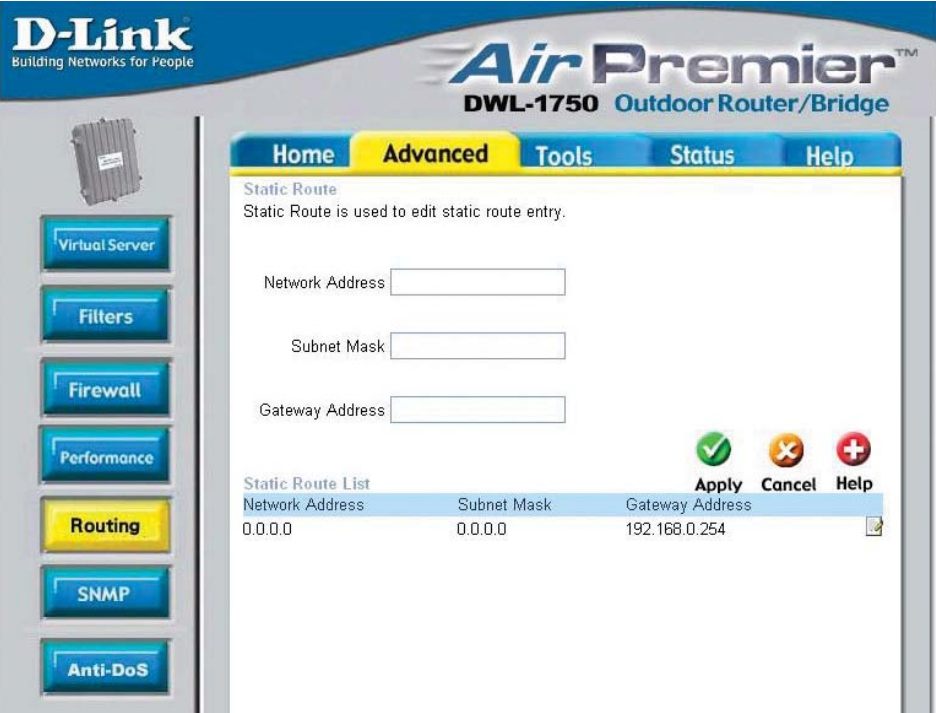 D-Link
Building Networks for People
Air Premier™
DWL-1750 Outdoor Router/Bridge
Home Advanced Tools Status Help
Static Route
Static Route is used to edit static route entry.
Virtual Server
Filters
Firewall
Performance
Routing
SNMP
Anti-DoS
Network Address
Subnet Mask
Gateway Address
Apply Cancel Help
Static Route List
Network Address Subnet Mask Gateway Address
0.0.0.0 0.0.0.0 192.168.0.254